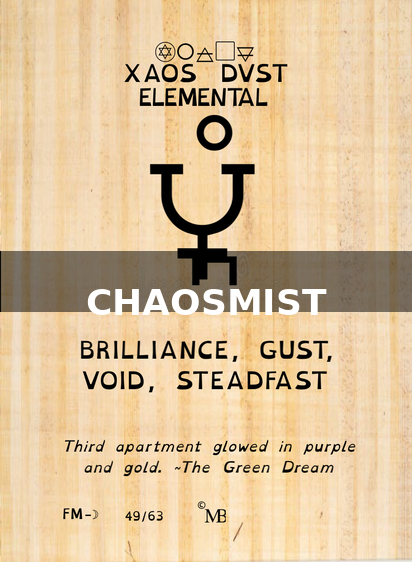 XAOS DVST
ELEMENTAL
CHAOSMIST
BRILLIANCE, GUST,
VOID, STEADFAST
Third apartment glowed in purple
and gold. ~The Green Dream
FM-☽ 49/63 ©MB